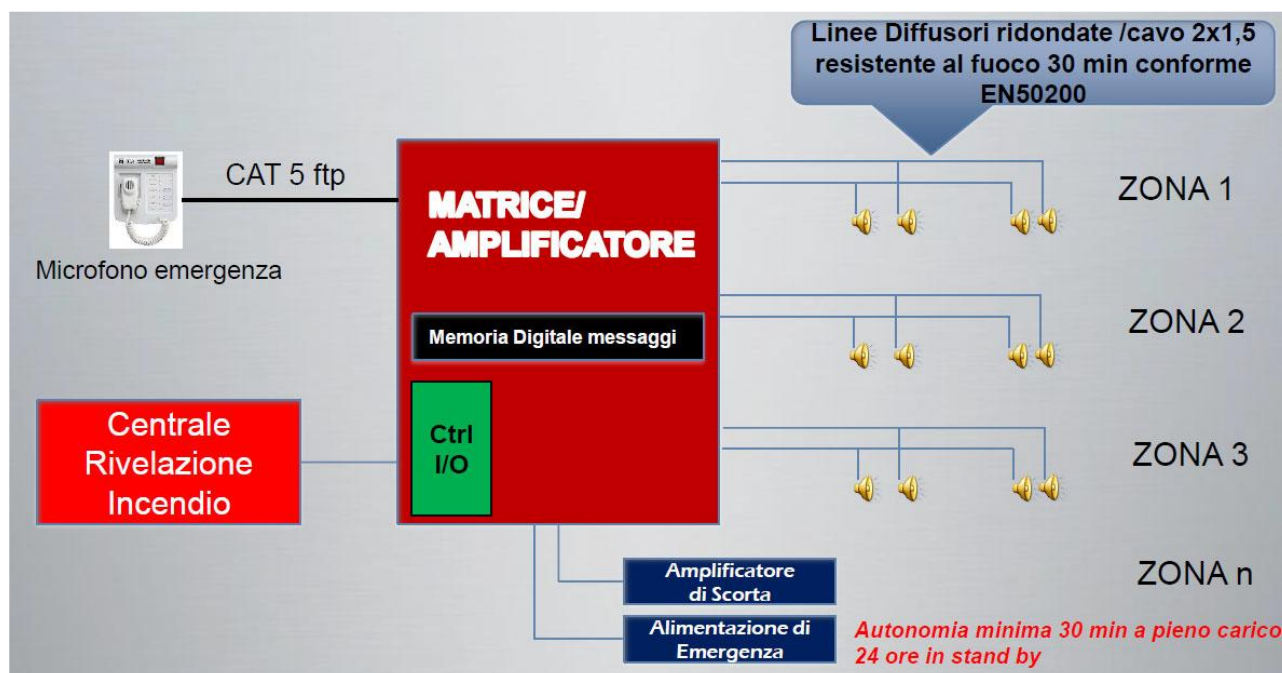 Linee Diffusori ridondate /cavo 2x1,5
resistente al fuoco 30 min conforme
EN50200
CAT 5 ftp
Microfono emergenza
MATRICE/
AMPLIFICATORE
Memoria Digitale messaggi
Ctrl
I/O
Centrale
Rivelazione
Incendio
ZONA 1
ZONA 2
ZONA 3
ZONA n
Amplificatore
di Scorta
Alimentazione di
Emergenza
Autonomia minima 30 min a pieno carico
24 ore in stand by